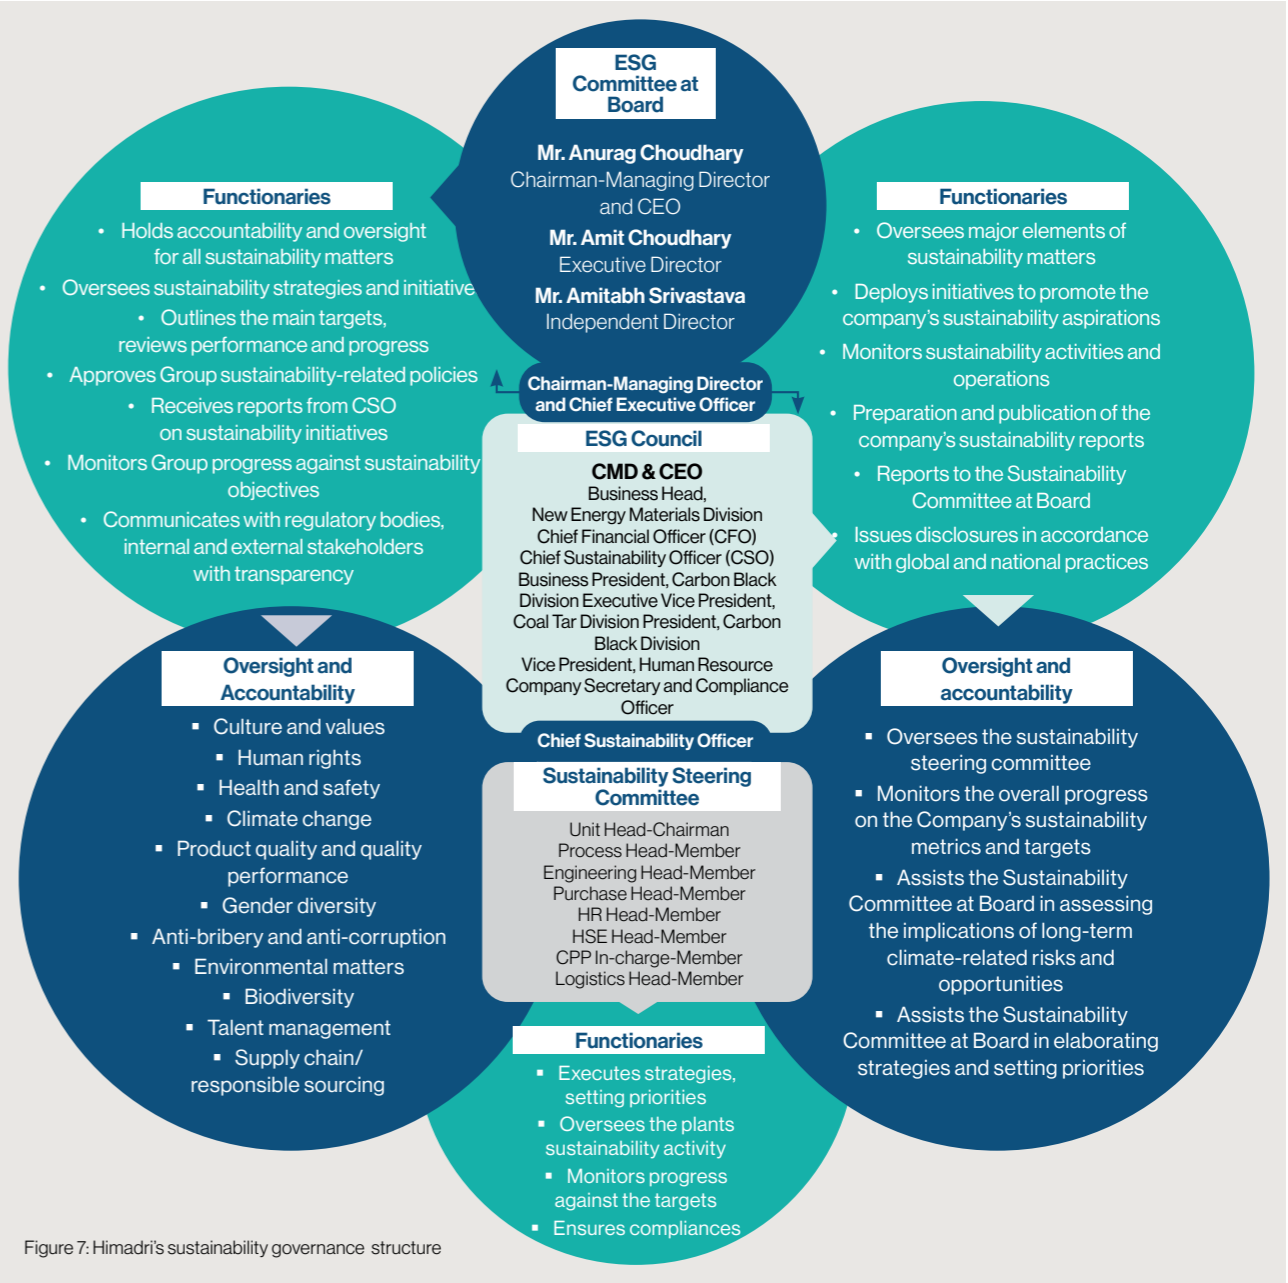 ESG
Committee at
Board
Mr. Anurag Choudhary
Chairman-Managing Director
and CEO
Mr. Amit Choudhary
Executive Director
Mr. Amitabh Srivastava
Independent Director
Functionaries
• Holds accountability and oversight
for all sustainability matters
• Oversees sustainability strategies and initiative
• Outlines the main targets,
reviews performance and progress
• Approves Group sustainability-related policies
• Receives reports from CSO
on sustainability initiatives
• Monitors Group progress against sustainability
objectives
• Communicates with regulatory bodies,
internal and external stakeholders
with transparency
Functionaries
• Oversees major elements of
sustainability matters
• Deploys initiatives to promote the
company's sustainability aspirations
• Monitors sustainability activities and
operations
• Preparation and publication of the
company's sustainability reports
• Reports to the Sustainability
Committee at Board
• Issues disclosures in accordance
with global and national practices
Chairman-Managing Director
and Chief Executive Officer
ESG Council
CMD & CEO
Business Head,
New Energy Materials Division
Chief Financial Officer (CFO)
Chief Sustainability Officer (CSO)
Business President, Carbon Black
Division Executive Vice President,
Coal Tar Division President, Carbon
Black Division
Vice President, Human Resource
Company Secretary and Compliance
Officer
Oversight and
Accountability
▪ Culture and values
▪ Human rights
▪ Health and safety
▪ Climate change
▪ Product quality and quality
performance
▪ Gender diversity
▪ Anti-bribery and anti-corruption
▪ Environmental matters
▪ Biodiversity
▪ Talent management
▪ Supply chain/
responsible sourcing
Oversight and
accountability
▪ Oversees the sustainability
steering committee
▪ Monitors the overall progress
on the Company's sustainability
metrics and targets
▪ Assists the Sustainability
Committee at Board in assessing
the implications of long-term
climate-related risks and
opportunities
▪ Assists the Sustainability
Committee at Board in elaborating
strategies and setting priorities
Chief Sustainability Officer
Sustainability Steering
Committee
Unit Head-Chairman
Process Head-Member
Engineering Head-Member
Purchase Head-Member
HR Head-Member
HSE Head-Member
CPP In-charge-Member
Logistics Head-Member
Functionaries
▪ Executes strategies,
setting priorities
▪ Oversees the plants
sustainability activity
▪ Monitors progress
against the targets
▪ Ensures compliances
Figure 7: Himadri's sustainability governance structure